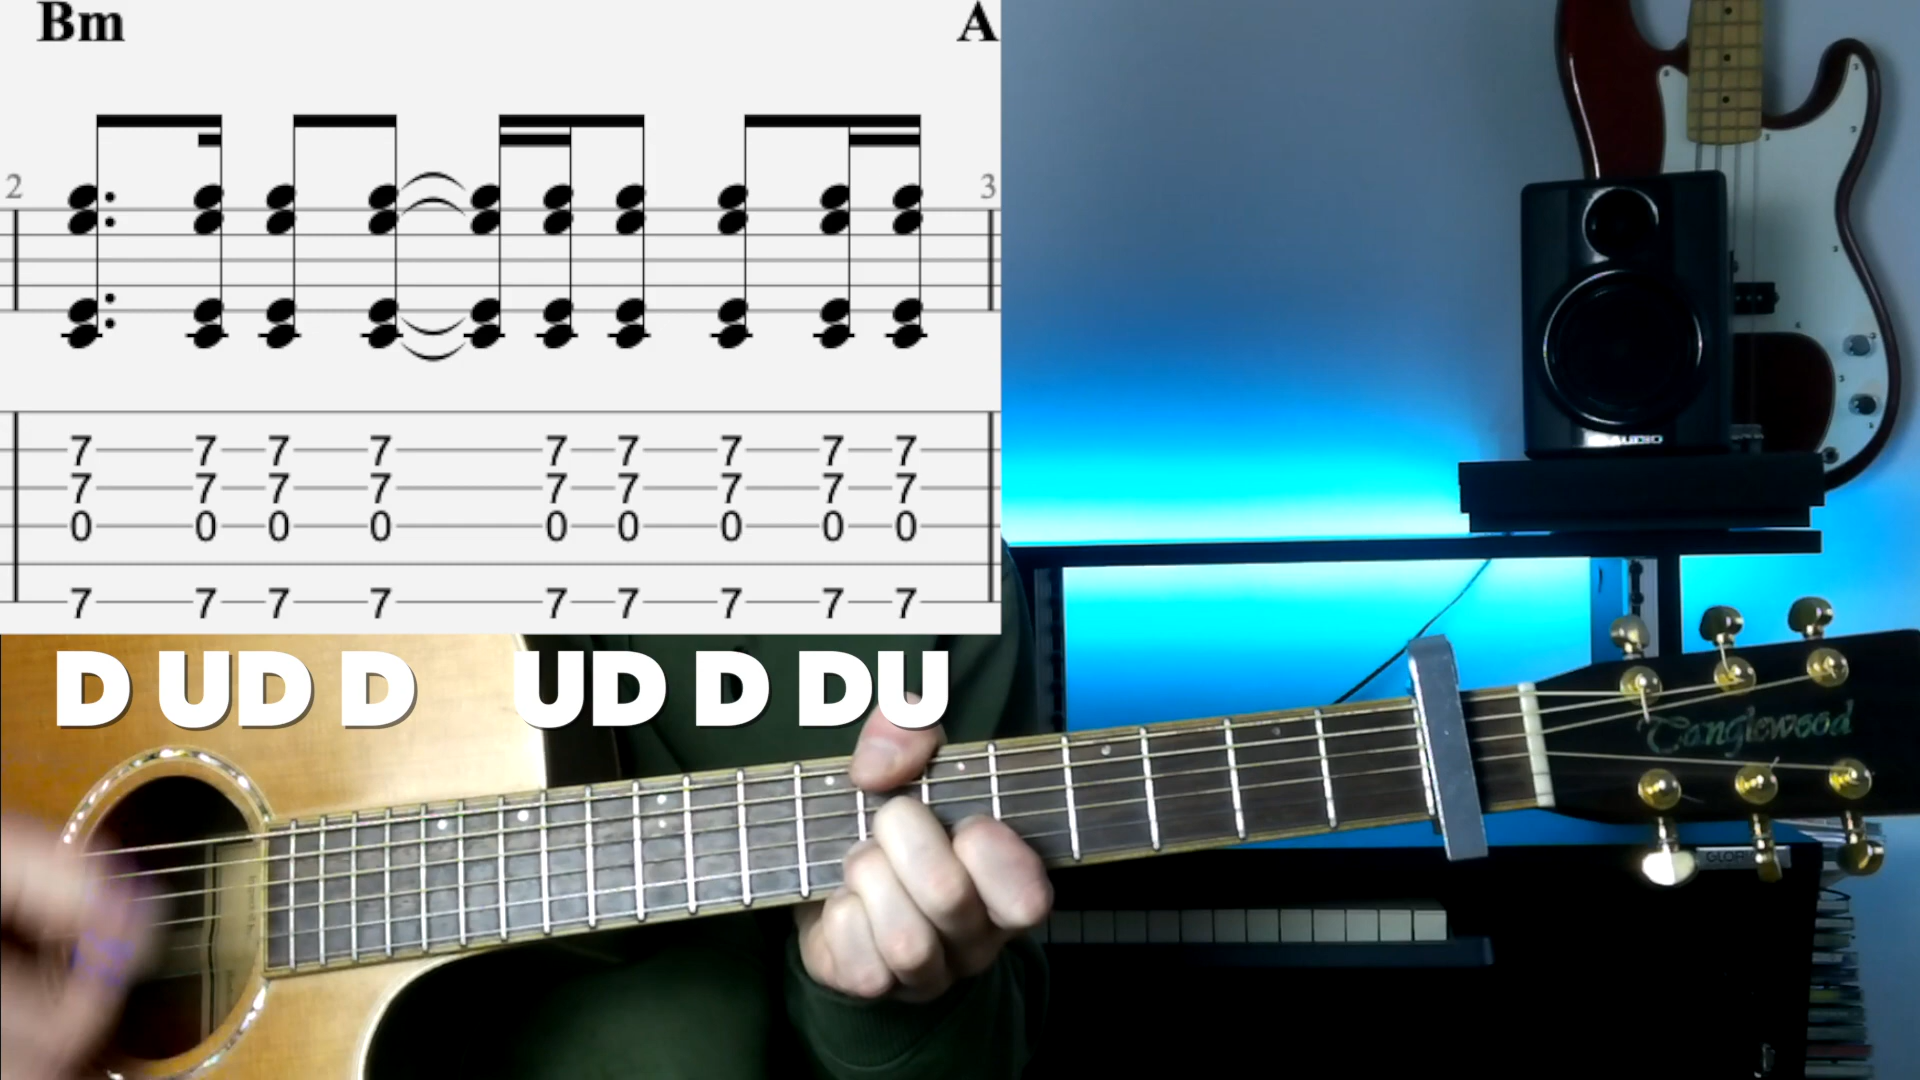 Bm A
2 3
7 7 7 7 7 7 7 7 7
7 7 7 7 7 7 7 7 7
0 0 0 0 0 0 0 0 0
7 7 7 7 7 7 7 7 7
D UD D UD D DU
Tanglewood